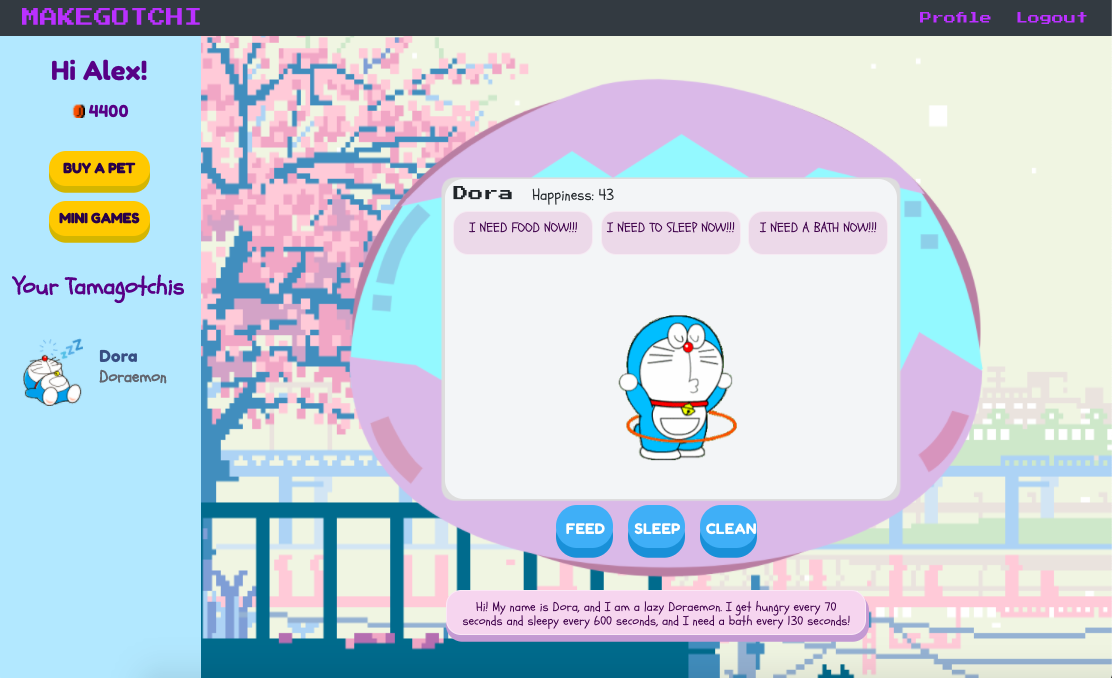 MAKEGOTCHI
Profile Logout
Hi Alex!
4400
BUY A PET
MINI GAMES
Your Tamagotchis
Dora
Doraemon
Dora Happiness: 43
I NEED FOOD NOW!!! I NEED TO SLEEP NOW!!! I NEED A BATH NOW!!!
FEED SLEEP CLEAN
Hi! My name is Dora, and I am a lazy Doraemon. I get hungry every 70
seconds and sleepy every 600 seconds, and I need a bath every 130 seconds!